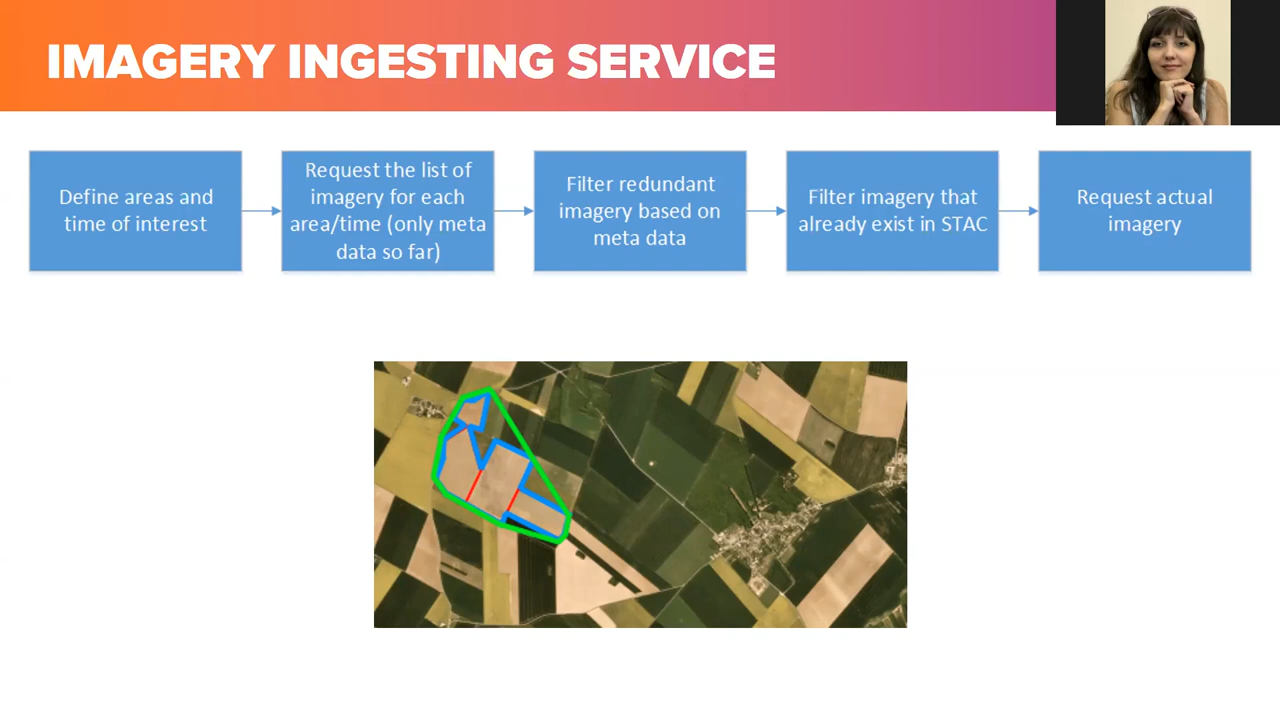 IMAGERY INGESTING SERVICE
Define areas and
time of interest
Request the list of
imagery for each
area/time (only meta
data so far)
Filter redundant
imagery based on
meta data
Filter imagery that
already exist in STAC
Request actual
imagery